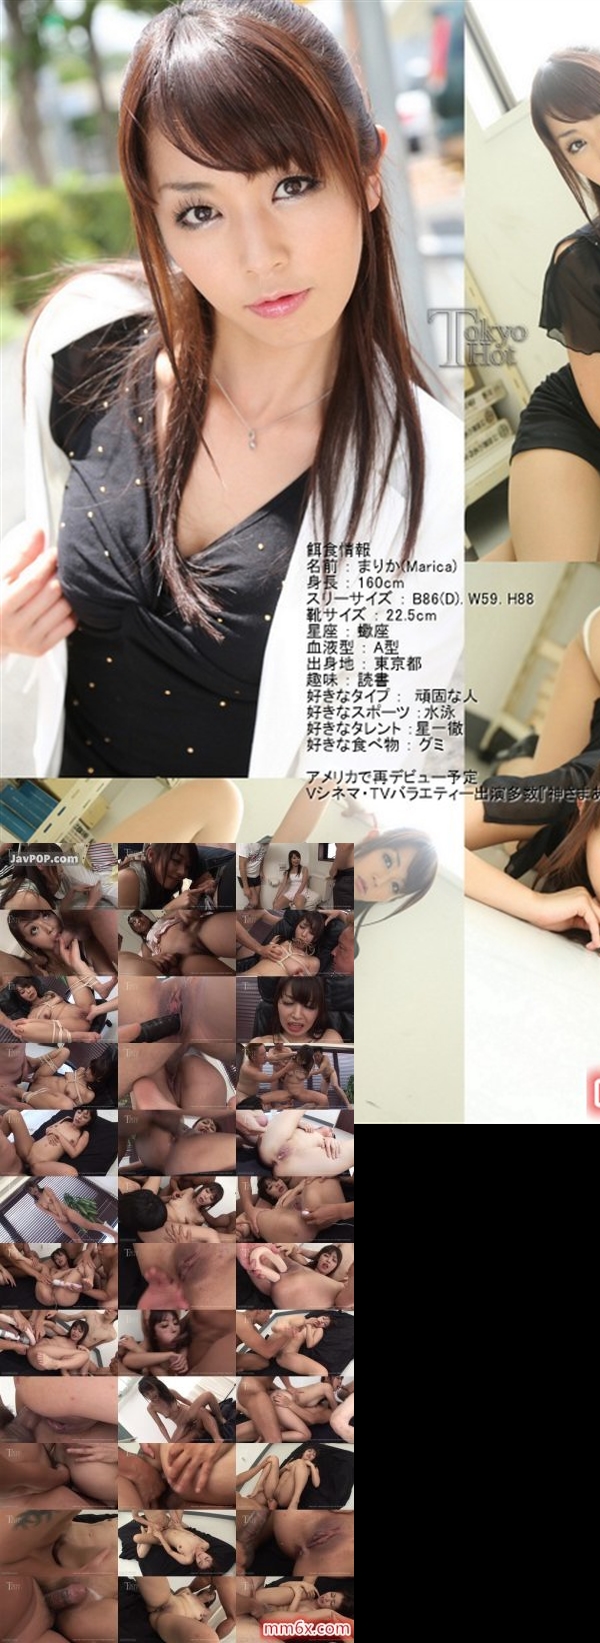 Tokyo
Hot
餌食情報
名前 : まりか(Marica)
身長 : 160cm
スリーサイズ : B86(D). W59. H88
靴サイズ : 22.5cm
星座 : 蠍座
血液型 : A型
出身地 : 東京都
趣味 : 読書
好きなタイプ : 頑固な人
好きなスポーツ : 水泳
好きなタレント : 星一徹
好きな食べ物 : グミ
アメリカで再デビュー予定
Vシネマ・TVバラエティー出演多数『神さまあ
JavPOP.com
mm6x.com